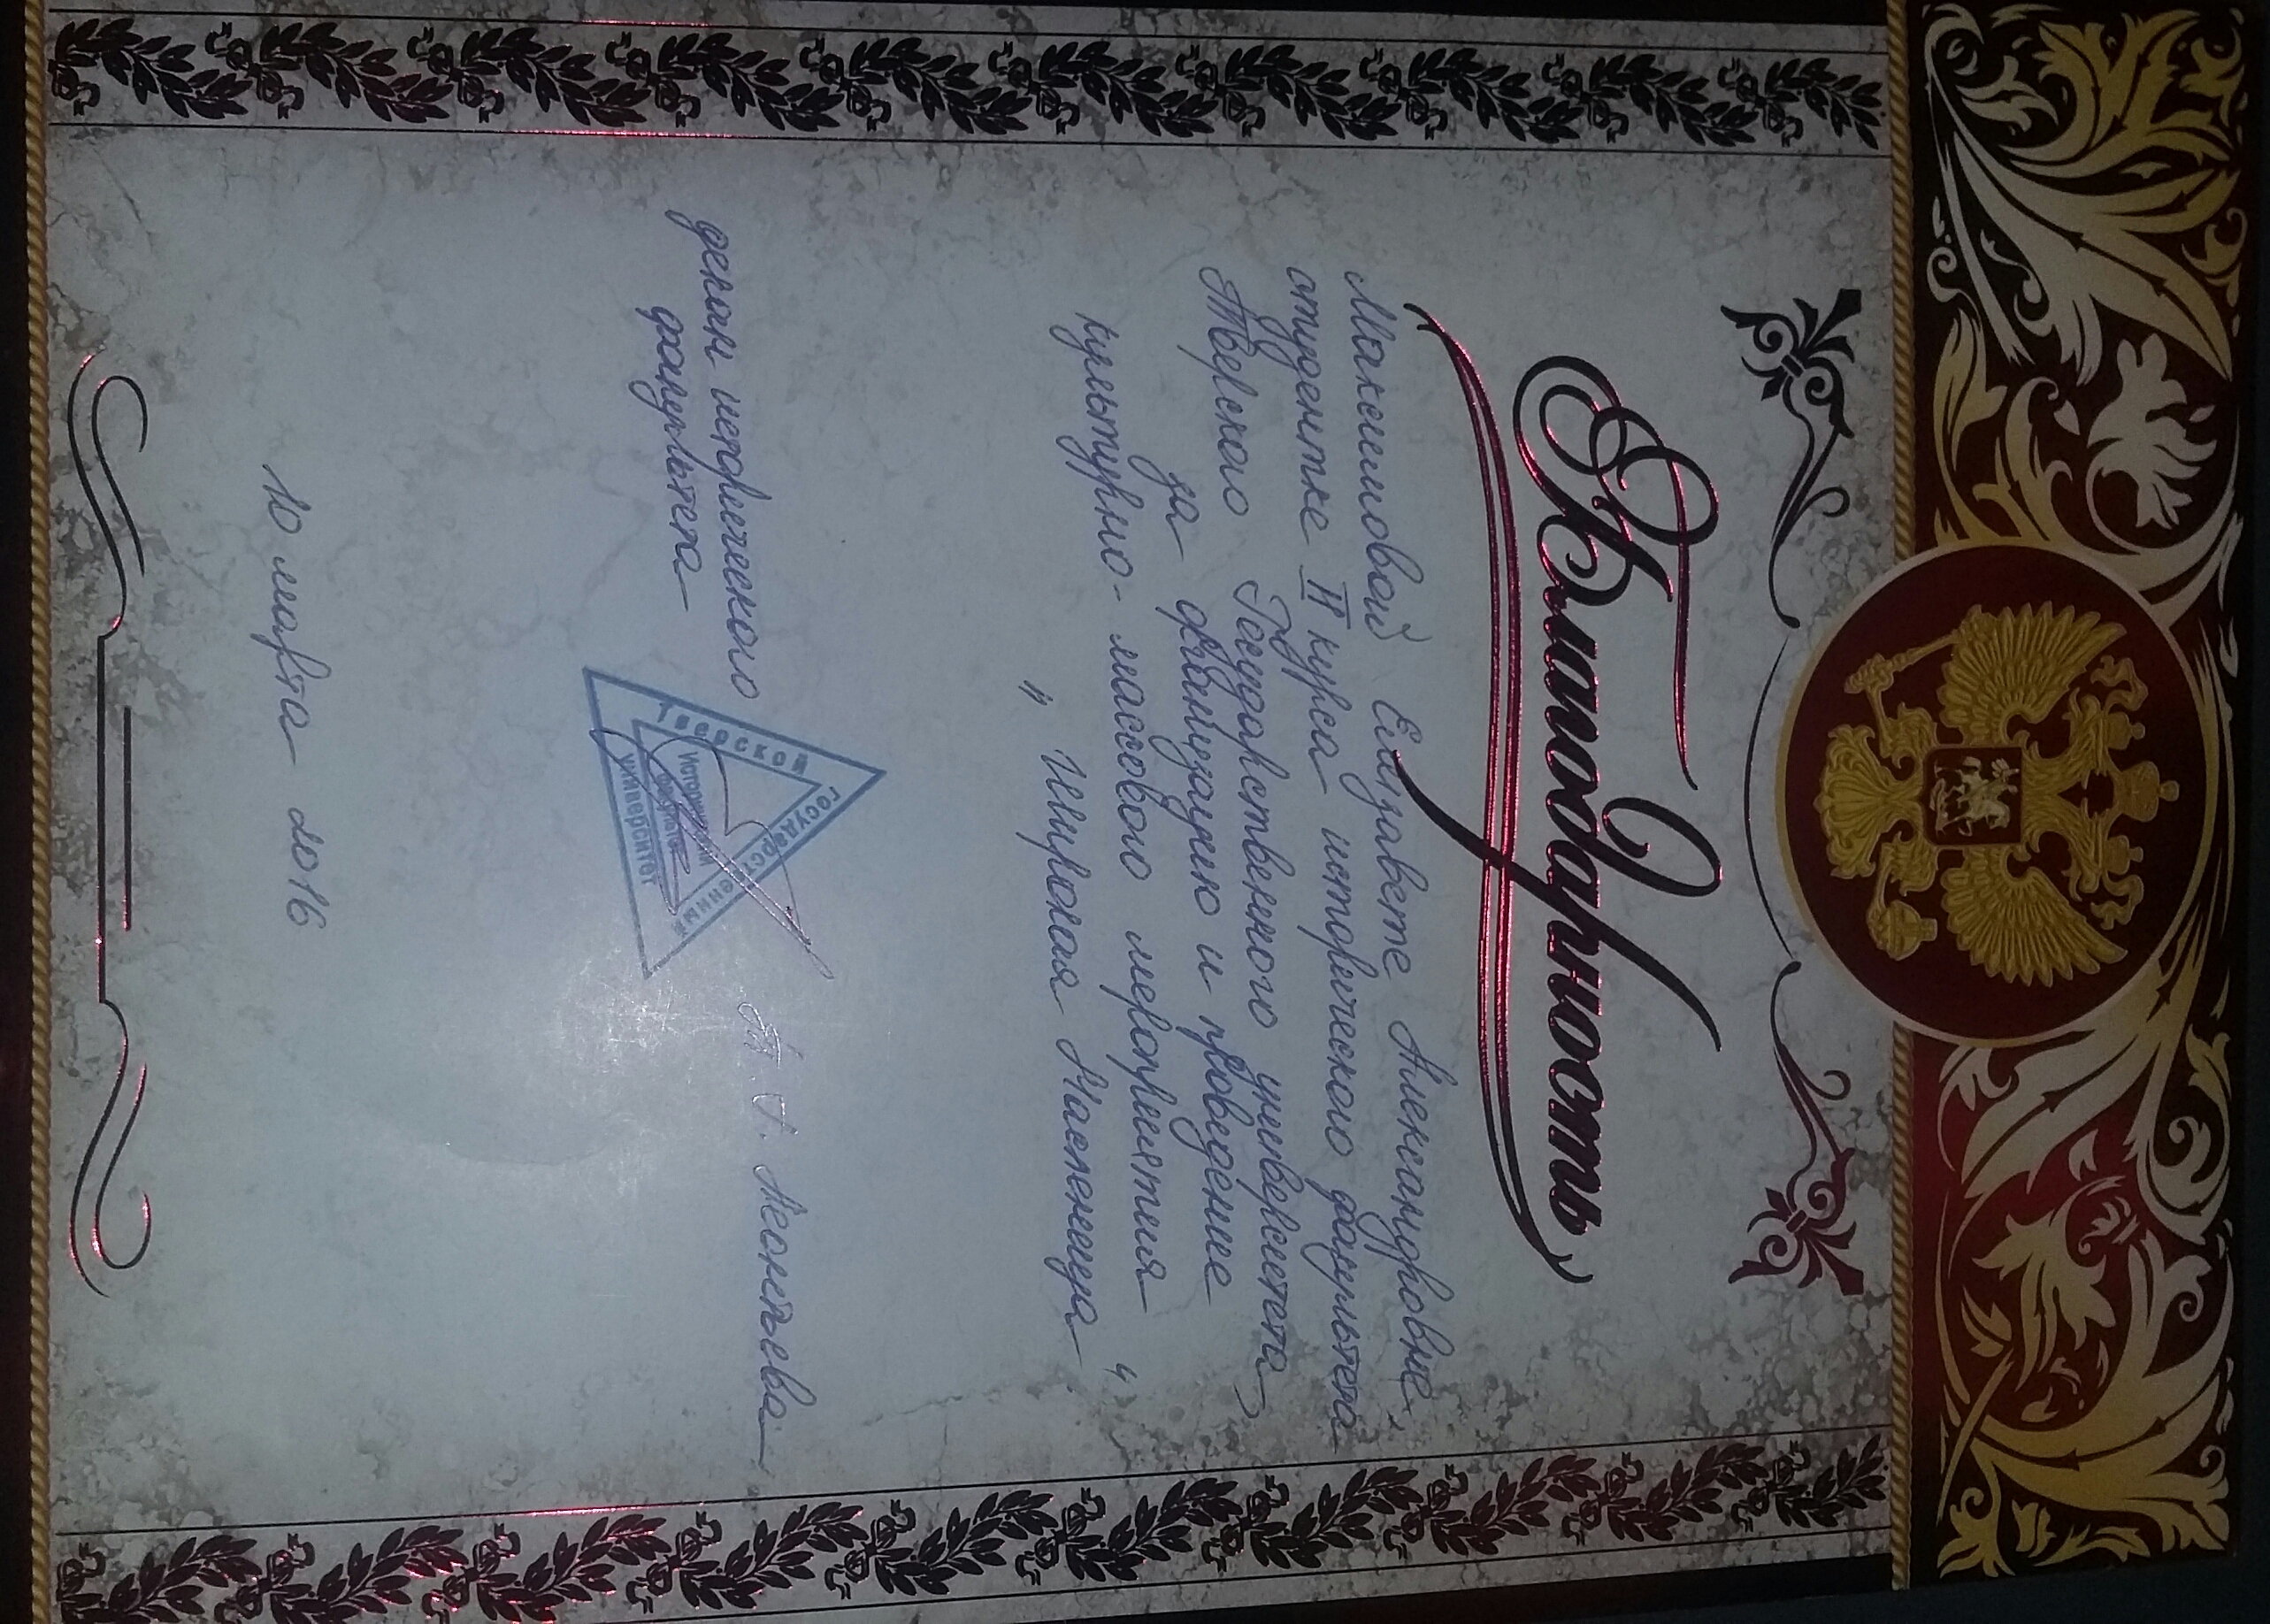 Благодарность
Максимовой Елизавете Александровне,
студентке II курса исторического факультета
Тверского Государственного университета
за организацию и проведение
культурно-массового мероприятия
"Широкая Масленица"
декан исторического
факультета
Т. Г. Леонтьева
Тверской
государственный
университет
Исторический
факультет
10 марта 2016